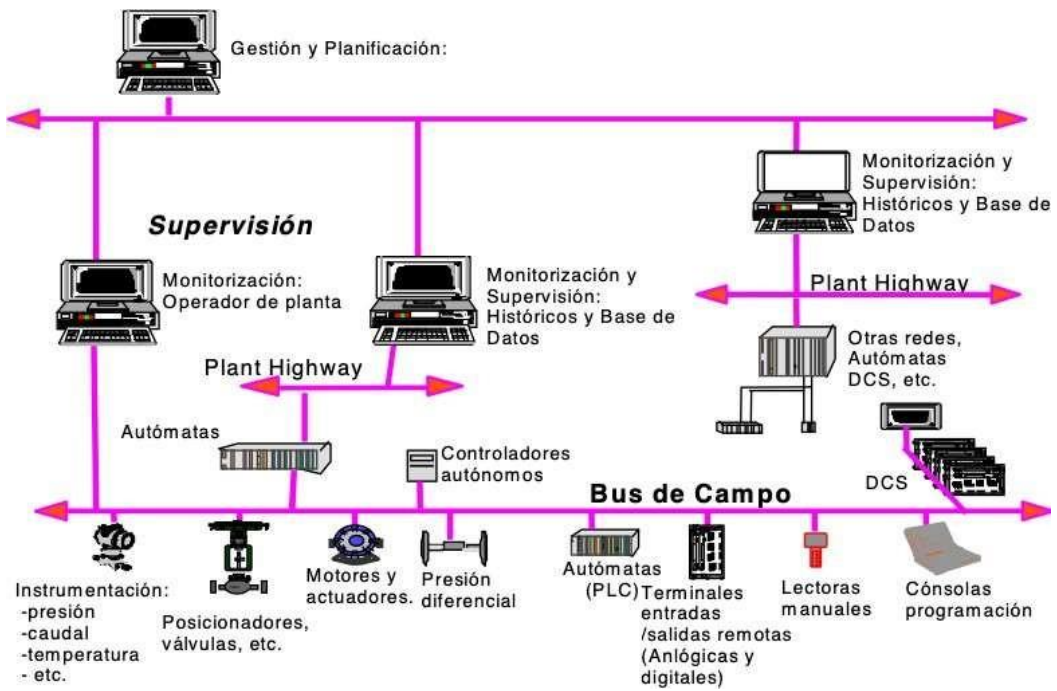 Gestión y Planificación:
Monitorización y
Supervisión:
Históricos y Base de
Datos
Supervisión
Monitorización:
Operador de planta
Monitorización y
Supervisión:
Históricos y Base de
Datos
Plant Highway
Otras redes,
Autómatas
DCS, etc.
Plant Highway
Autómatas
Controladores
autónomos
DCS
Bus de Campo
Instrumentación:
-presión
-caudal
-temperatura
- etc.
Posicionadores,
válvulas, etc.
Motores y
actuadores.
Presión
diferencial
Autómatas
(PLC)
Terminales
entradas
/salidas remotas
(Anlógicas y
digitales)
Lectoras
manuales
Cónsolas
programación